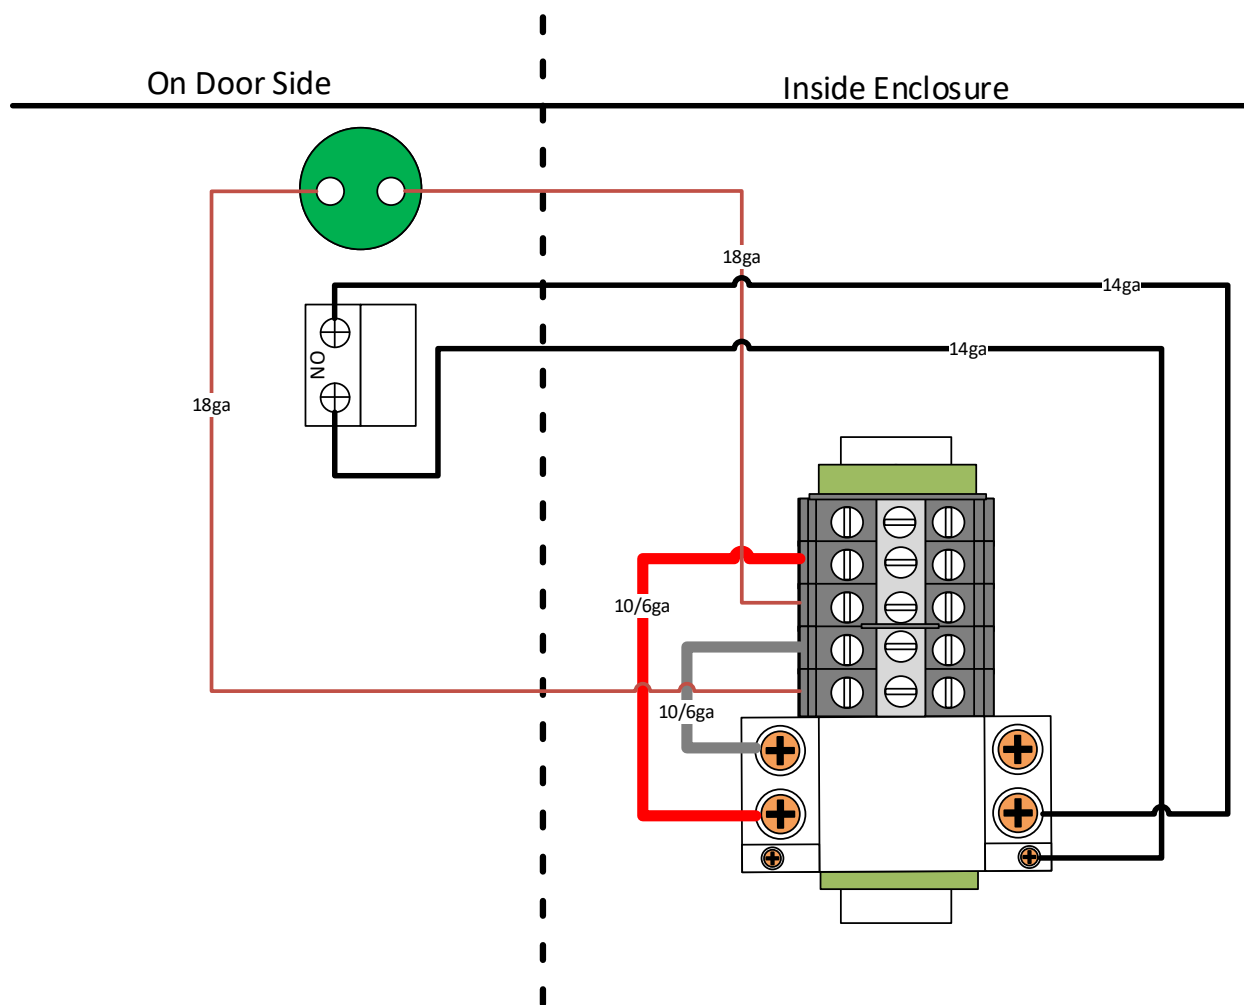 On Door Side
Inside Enclosure
18ga
14ga
14ga
NO
18ga
10/6ga
10/6ga